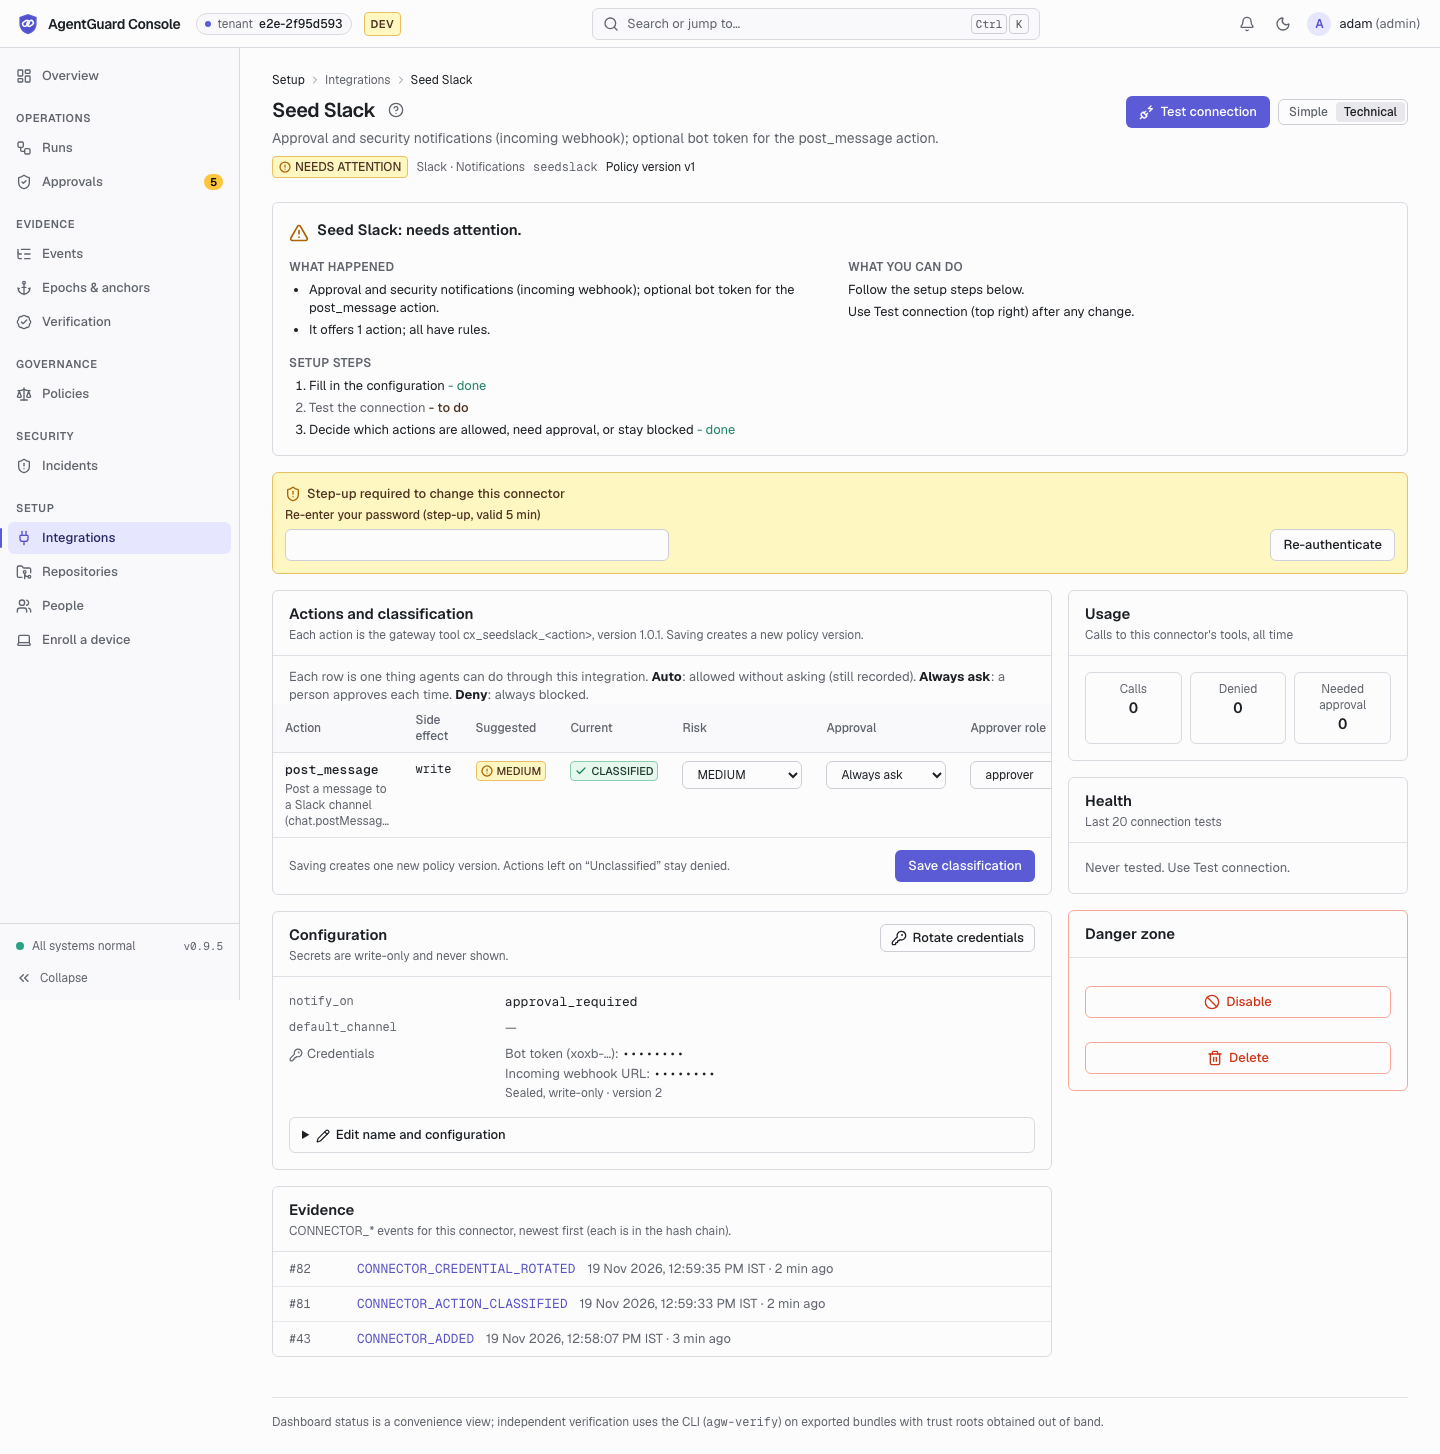 AgentGuard Console
tenant e2e-2f95d593
DEV
Search or jump to...
Ctrl K
A
adam (admin)
Overview
OPERATIONS
Runs
Approvals
5
EVIDENCE
Events
Epochs & anchors
Verification
GOVERNANCE
Policies
SECURITY
Incidents
SETUP
Integrations
Repositories
People
Enroll a device
All systems normal
v0.9.5
Collapse
Setup > Integrations > Seed Slack
Seed Slack
Test connection
Simple
Technical
Approval and security notifications (incoming webhook); optional bot token for the post_message action.
NEEDS ATTENTION
Slack · Notifications seedslack Policy version v1
Seed Slack: needs attention.
WHAT HAPPENED
• Approval and security notifications (incoming webhook); optional bot token for the
post_message action.
• It offers 1 action; all have rules.
WHAT YOU CAN DO
Follow the setup steps below.
Use Test connection (top right) after any change.
SETUP STEPS
1. Fill in the configuration - done
2. Test the connection - to do
3. Decide which actions are allowed, need approval, or stay blocked - done
Step-up required to change this connector
Re-enter your password (step-up, valid 5 min)
Re-authenticate
Actions and classification
Each action is the gateway tool cx_seedslack_<action>, version 1.0.1. Saving creates a new policy version.
Each row is one thing agents can do through this integration. Auto: allowed without asking (still recorded). Always ask: a
person approves each time. Deny: always blocked.
Action
Side
effect
Suggested
Current
Risk
Approval
Approver role
post_message
Post a message to
a Slack channel
(chat.postMessag…
write
MEDIUM
CLASSIFIED
MEDIUM
Always ask
approver
Saving creates one new policy version. Actions left on “Unclassified” stay denied.
Save classification
Usage
Calls to this connector's tools, all time
Calls
0
Denied
0
Needed
approval
0
Health
Last 20 connection tests
Never tested. Use Test connection.
Danger zone
Disable
Delete
Configuration
Secrets are write-only and never shown.
Rotate credentials
notify_on
approval_required
default_channel
—
Credentials
Bot token (xoxb-…): ••••••••
Incoming webhook URL: ••••••••
Sealed, write-only · version 2
Edit name and configuration
Evidence
CONNECTOR_* events for this connector, newest first (each is in the hash chain).
#82 CONNECTOR_CREDENTIAL_ROTATED 19 Nov 2026, 12:59:35 PM IST · 2 min ago
#81 CONNECTOR_ACTION_CLASSIFIED 19 Nov 2026, 12:59:33 PM IST · 2 min ago
#43 CONNECTOR_ADDED 19 Nov 2026, 12:58:07 PM IST · 3 min ago
Dashboard status is a convenience view; independent verification uses the CLI (agw-verify) on exported bundles with trust roots obtained out of band.